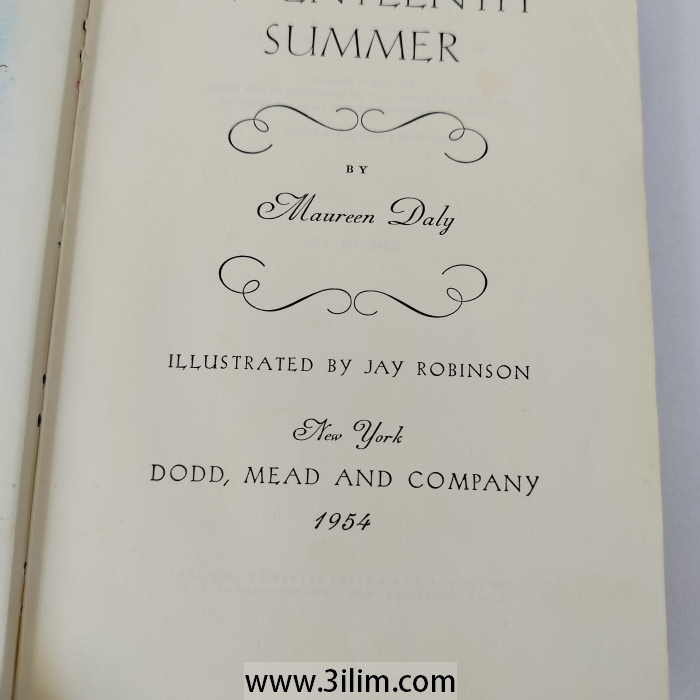 SUMMER
BY
Maureen Daly
ILLUSTRATED BY JAY ROBINSON
New York
DODD, MEAD AND COMPANY
1954
www.3ilim.com